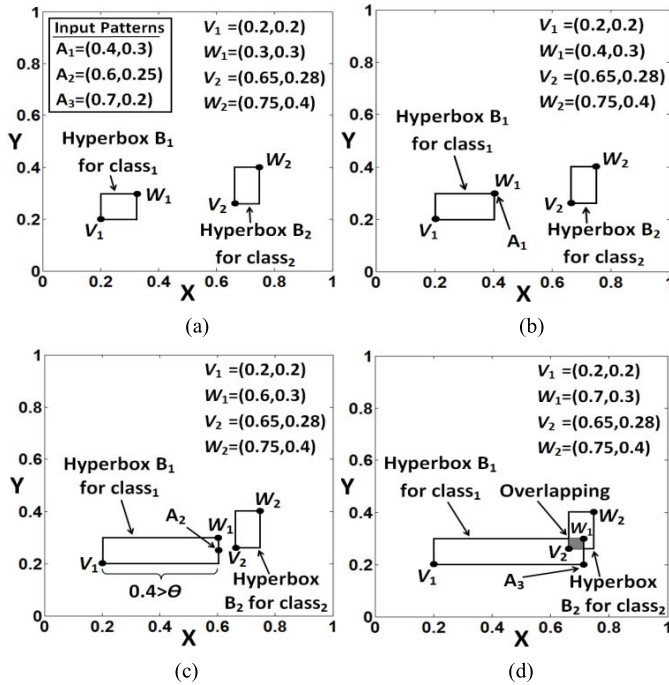 Input Patterns
A₁=(0.4,0.3)
A₂=(0.6,0.25)
A₃=(0.7,0.2)
V₁ =(0.2,0.2)
W₁=(0.3,0.3)
V₂ =(0.65,0.28)
W₂=(0.75,0.4)
Hyperbox B₁
for class₁
W₁
V₁
W₂
V₂
Hyperbox B₂
for class₂
Y
1
0.8
0.6
0.4
0.2
0
0 0.2 0.4 0.6 0.8 1
X
(a)
V₁ =(0.2,0.2)
W₁=(0.4,0.3)
V₂ =(0.65,0.28)
W₂=(0.75,0.4)
Hyperbox B₁
for class₁
W₁
V₁
A₁
W₂
V₂
Hyperbox B₂
for class₂
Y
1
0.8
0.6
0.4
0.2
0
0 0.2 0.4 0.6 0.8 1
X
(b)
V₁ =(0.2,0.2)
W₁=(0.6,0.3)
V₂ =(0.65,0.28)
W₂=(0.75,0.4)
Hyperbox B₁
for class₁
A₂
W₁
W₂
V₁
V₂
0.4>Θ
Hyperbox
B₂ for class₂
Y
1
0.8
0.6
0.4
0.2
0
0 0.2 0.4 0.6 0.8 1
X
(c)
V₁ =(0.2,0.2)
W₁=(0.7,0.3)
V₂ =(0.65,0.28)
W₂=(0.75,0.4)
Hyperbox B₁
for class₁
Overlapping
W₁
W₂
V₂
V₁
A₃
Hyperbox
B₂ for class₂
Y
1
0.8
0.6
0.4
0.2
0
0 0.2 0.4 0.6 0.8 1
X
(d)